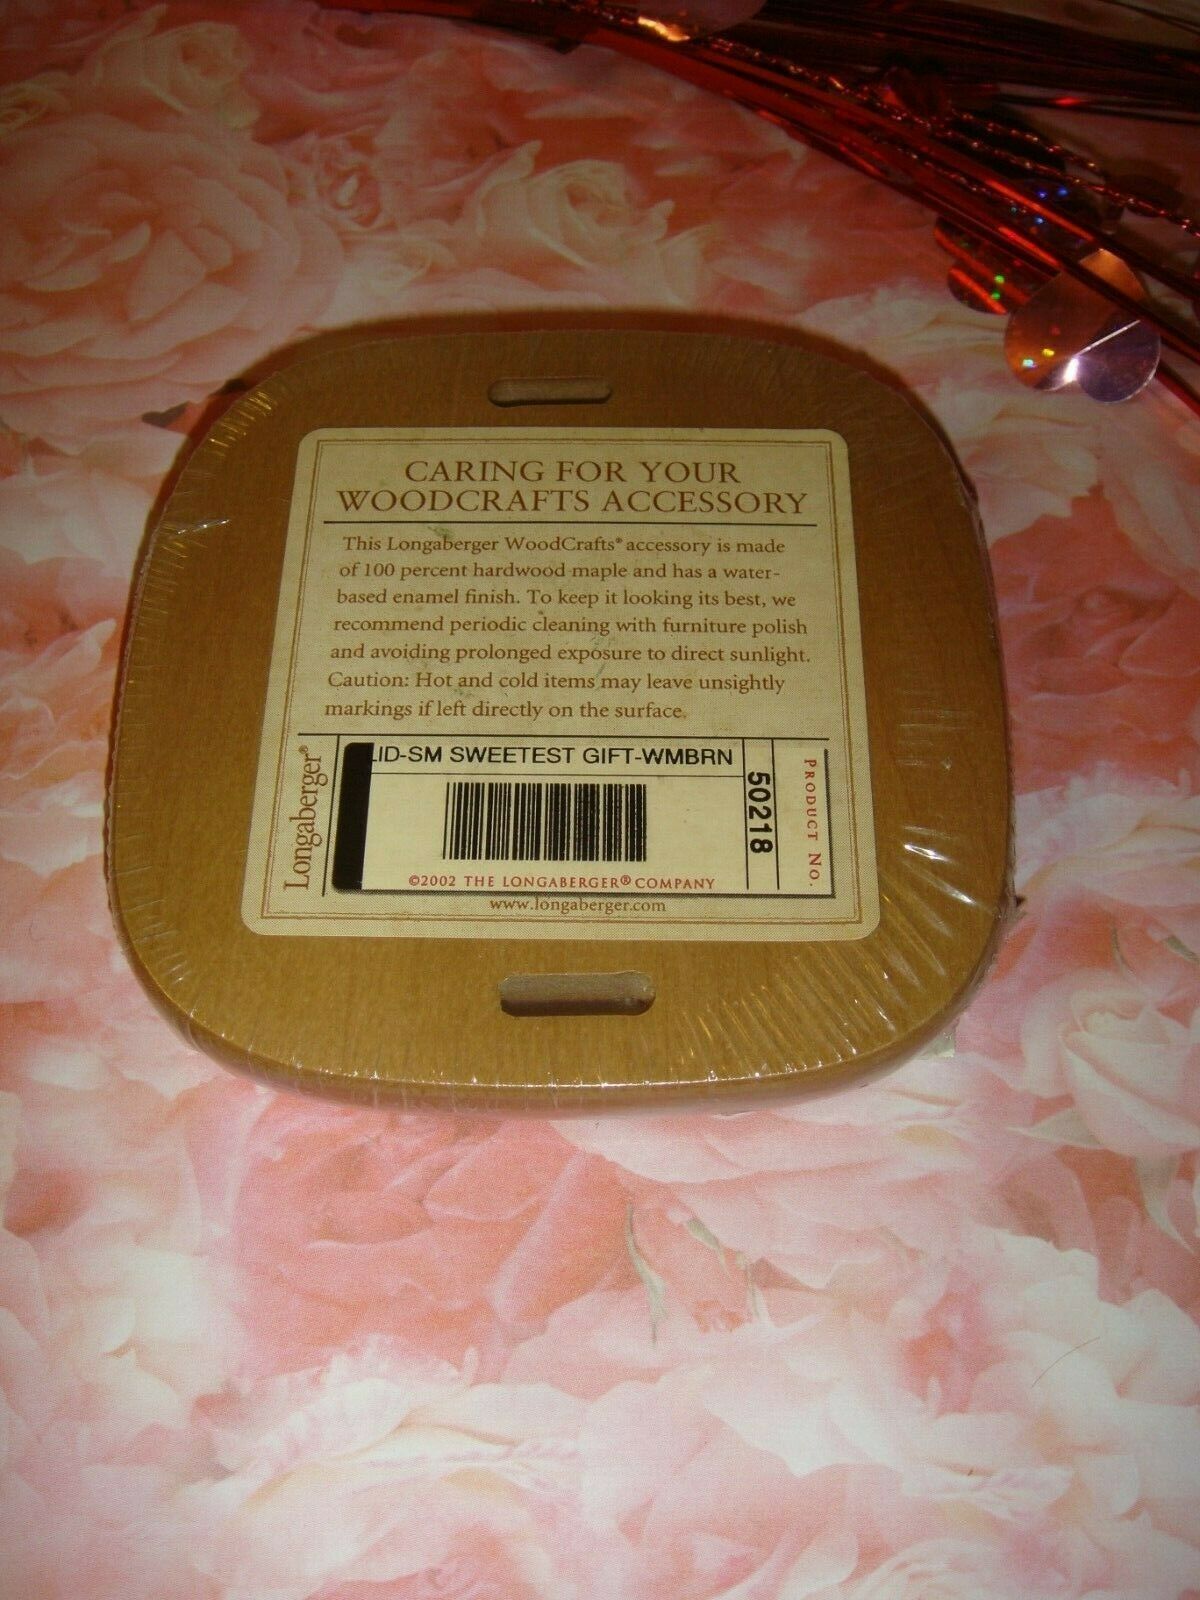 CARING FOR YOUR
WOODCRAFTS ACCESSORY
This Longaberger WoodCrafts® accessory is made
of 100 percent hardwood maple and has a water-
based enamel finish. To keep it looking its best, we
recommend periodic cleaning with furniture polish
and avoiding prolonged exposure to direct sunlight.
Caution: Hot and cold items may leave unsightly
markings if left directly on the surface.
Longaberger®
LID-SM SWEETEST GIFT-WMBRN
50218
PRODUCT NO.
©2002 THE LONGABERGER® COMPANY
www.longaberger.com